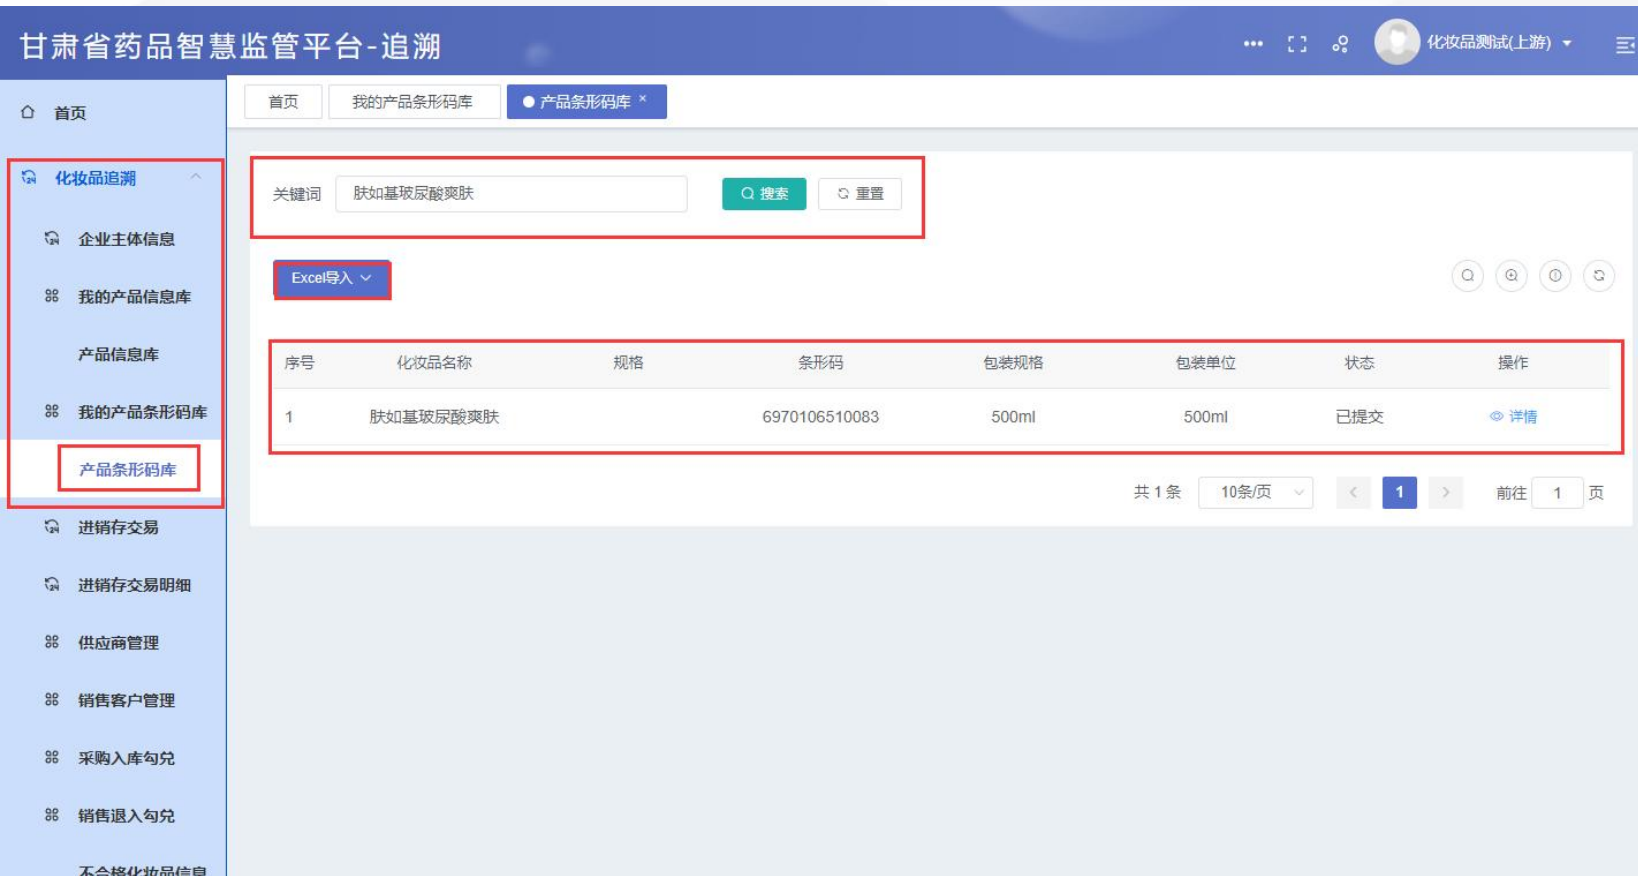 甘肃省药品智慧监管平台-追溯
化妆品测试(上游)
首页
化妆品追溯
企业主体信息
我的产品信息库
产品信息库
我的产品条形码库
产品条形码库
进销存交易
进销存交易明细
供应商管理
销售客户管理
采购入库勾兑
销售退入勾兑
不合格化妆品信息
首页 我的产品条形码库 产品条形码库 ×
关键词 肤如基玻尿酸爽肤 搜索 重置
Excel导入
序号 化妆品名称 规格 条形码 包装规格 包装单位 状态 操作
1 肤如基玻尿酸爽肤 6970106510083 500ml 500ml 已提交 详情
共 1 条 10条/页 < 1 > 前往 1 页